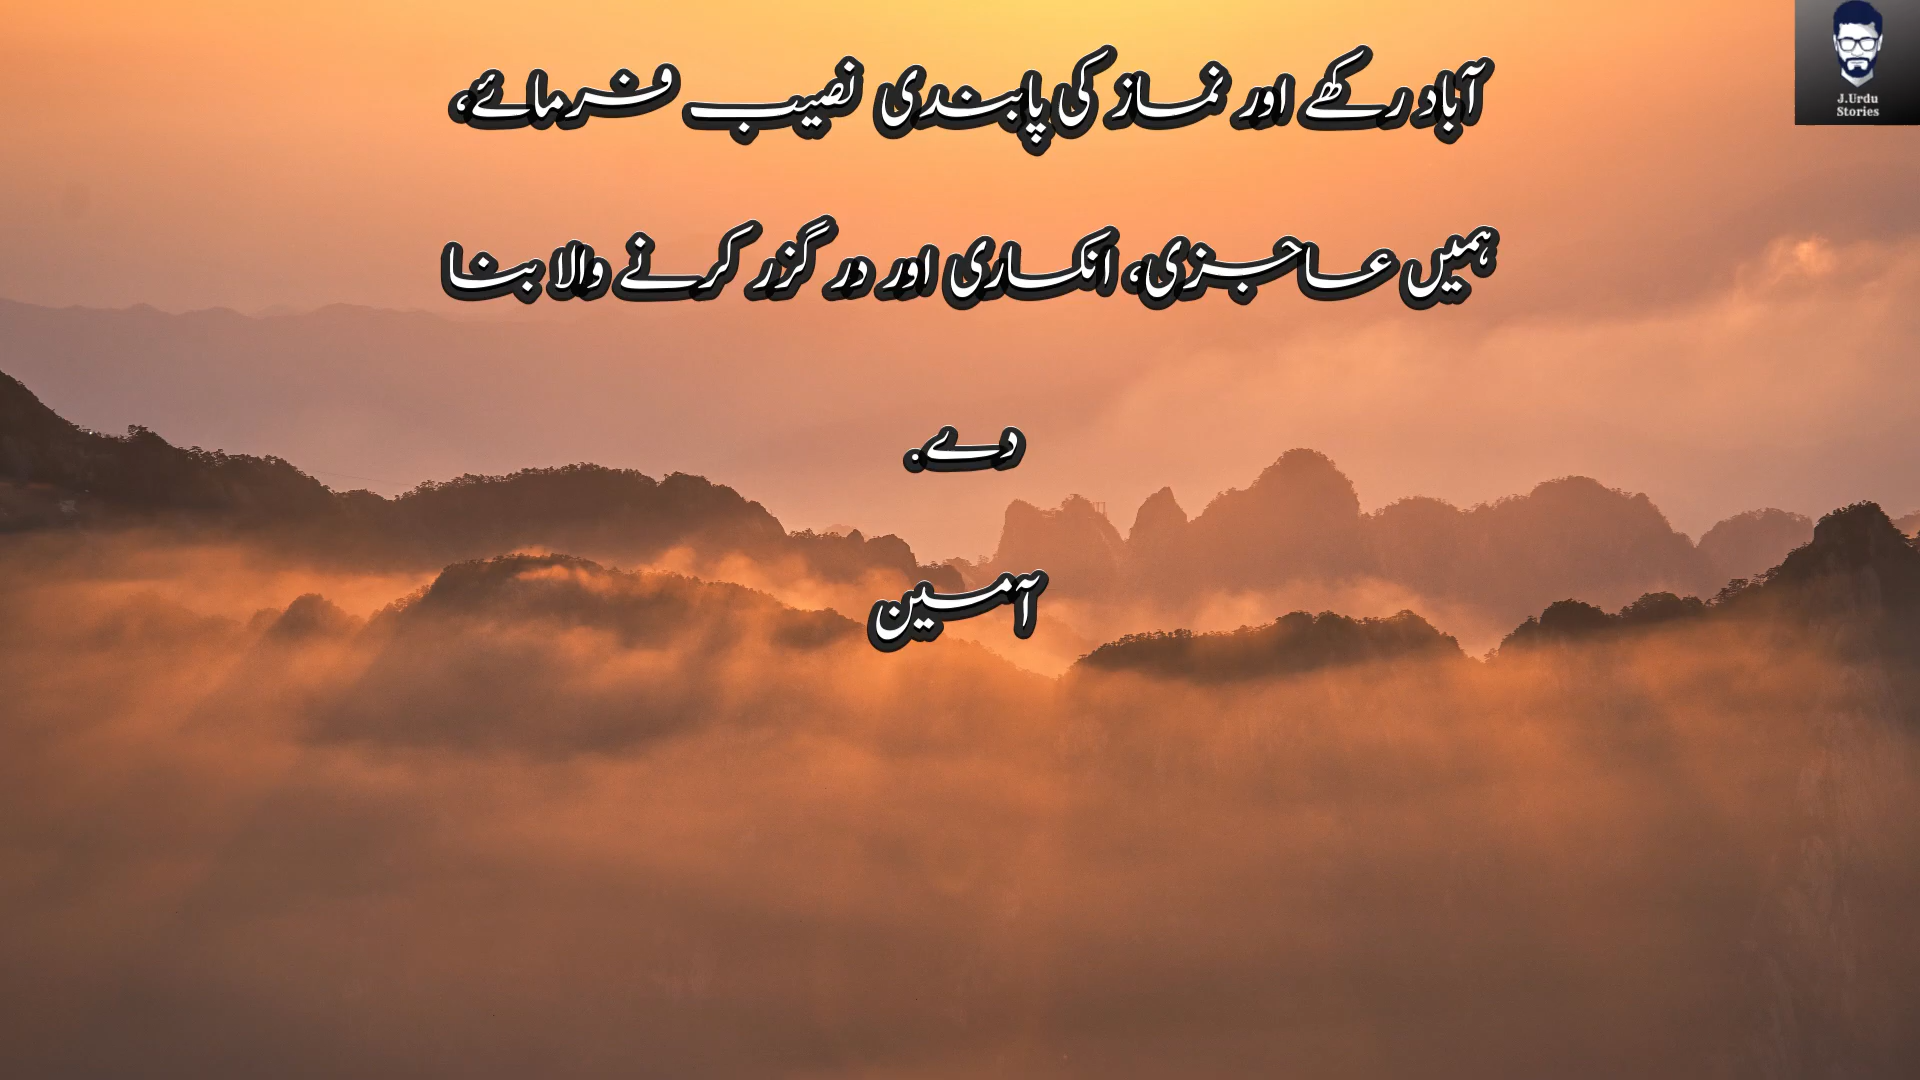 آباد رکھے اور نماز کی پابندی نصیب فرمائے،
ہمیں عاجزی، انکساری اور درگزر کرنے والا بنا
دے.
آمین
J.Urdu
Stories